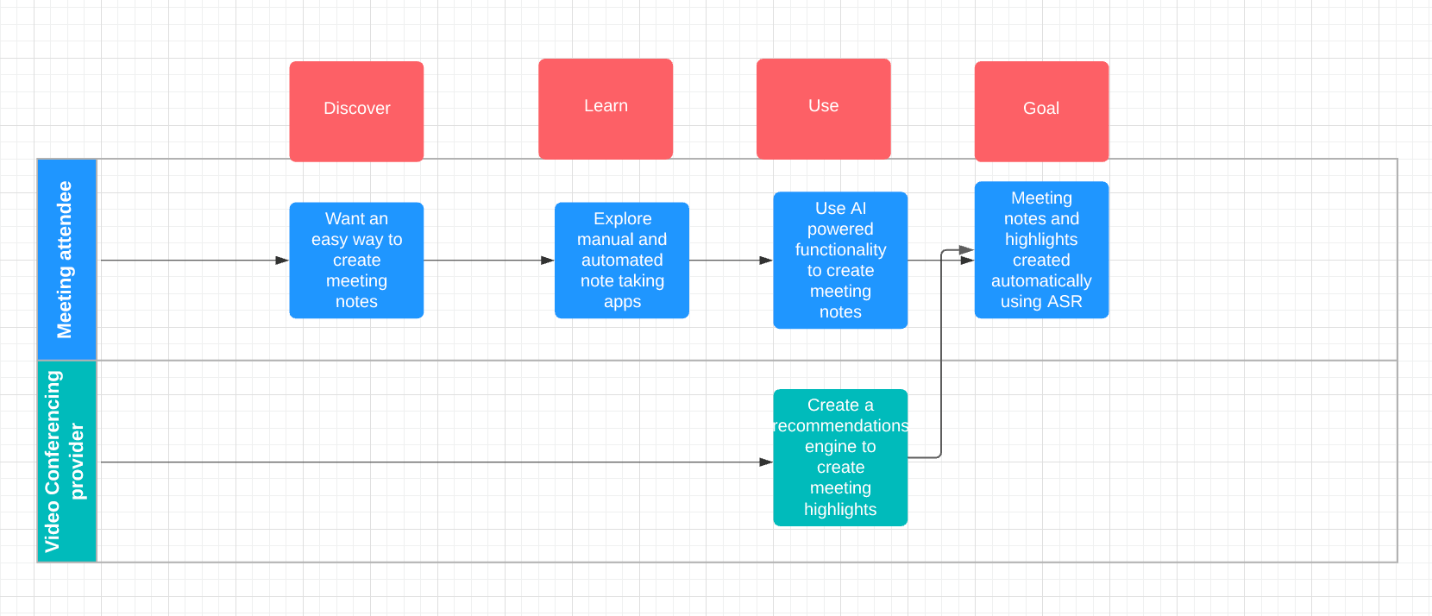 Discover
Learn
Use
Goal
Meeting attendee
Want an
easy way to
create
meeting
notes
Explore
manual and
automated
note taking
apps
Use AI
powered
functionality
to create
meeting
notes
Meeting
notes and
highlights
created
automatically
using ASR
Video Conferencing
provider
Create a
recommendations
engine to
create
meeting
highlights